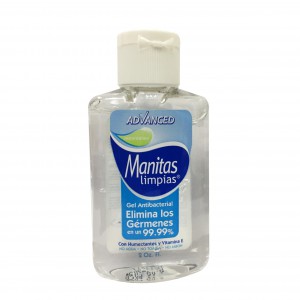 ADVANCED
Manitas
limpias®
Gel Antibacterial
Elimina los
Gérmenes
en un 99.99%
Con Humectantes y Vitamina E